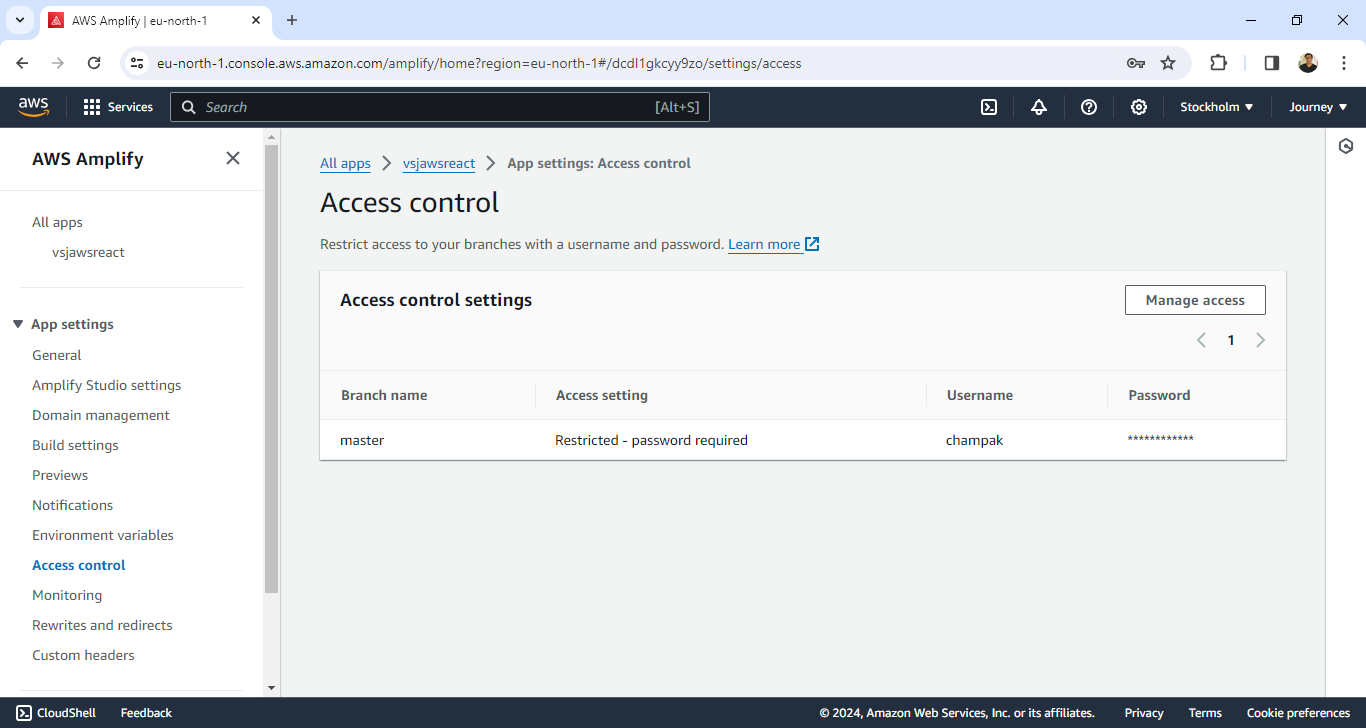 AWS Amplify | eu-north-1
eu-north-1.console.aws.amazon.com/amplify/home?region=eu-north-1#/dcdl1gkcyy9zo/settings/access
aws
Services
Search
[Alt+S]
Stockholm
Journey
AWS Amplify
All apps
vsjawsreact
App settings
General
Amplify Studio settings
Domain management
Build settings
Previews
Notifications
Environment variables
Access control
Monitoring
Rewrites and redirects
Custom headers
All apps vsjawsreact App settings: Access control
Access control
Restrict access to your branches with a username and password. Learn more
Access control settings
Manage access
1
Branch name Access setting Username Password
master Restricted - password required champak ************
CloudShell Feedback © 2024, Amazon Web Services, Inc. or its affiliates. Privacy Terms Cookie preferences